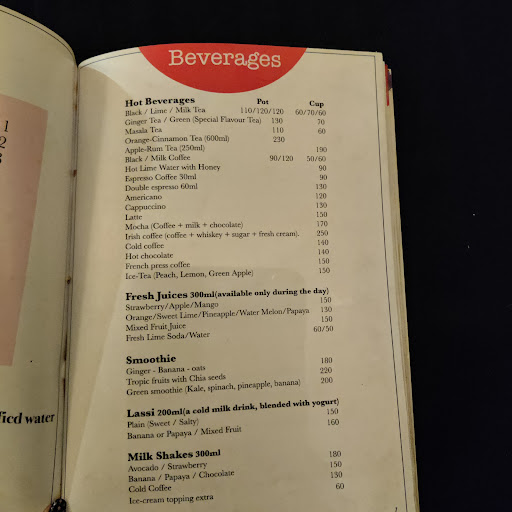 1
2
3
fied water
Beverages
Hot Beverages Pot Cup
Black / Lime / Milk Tea 110/120/120 60/70/60
Ginger Tea / Green (Special Flavour Tea) 130 70
Masala Tea 110 60
Orange-Cinnamon Tea (600ml) 230
Apple-Rum Tea (250ml) 190
Black / Milk Coffee 90/120 50/60
Hot Lime Water with Honey 90
Espresso Coffee 30ml 90
Double espresso 60ml 130
Americano 120
Cappuccino 130
Latte 150
Mocha (Coffee + milk + chocolate) 170
Irish coffee (coffee + whiskey + sugar + fresh cream). 250
Cold coffee 140
Hot chocolate 140
French press coffee 150
Ice-Tea (Peach, Lemon, Green Apple) 150
Fresh Juices 300ml(available only during the day)
Strawberry/Apple/Mango 150
Orange/Sweet Lime/Pineapple/Water Melon/Papaya 130
Mixed Fruit Juice 150
Fresh Lime Soda/Water 60/50
Smoothie
Ginger - Banana - oats 180
Tropic fruits with Chia seeds 220
Green smoothie (Kale, spinach, pineapple, banana) 200
Lassi 200ml(a cold milk drink, blended with yogurt)
Plain (Sweet / Salty) 150
Banana or Papaya / Mixed Fruit 160
Milk Shakes 300ml
Avocado / Strawberry 180
Banana / Papaya / Chocolate 150
Cold Coffee 130
Ice-cream topping extra 60